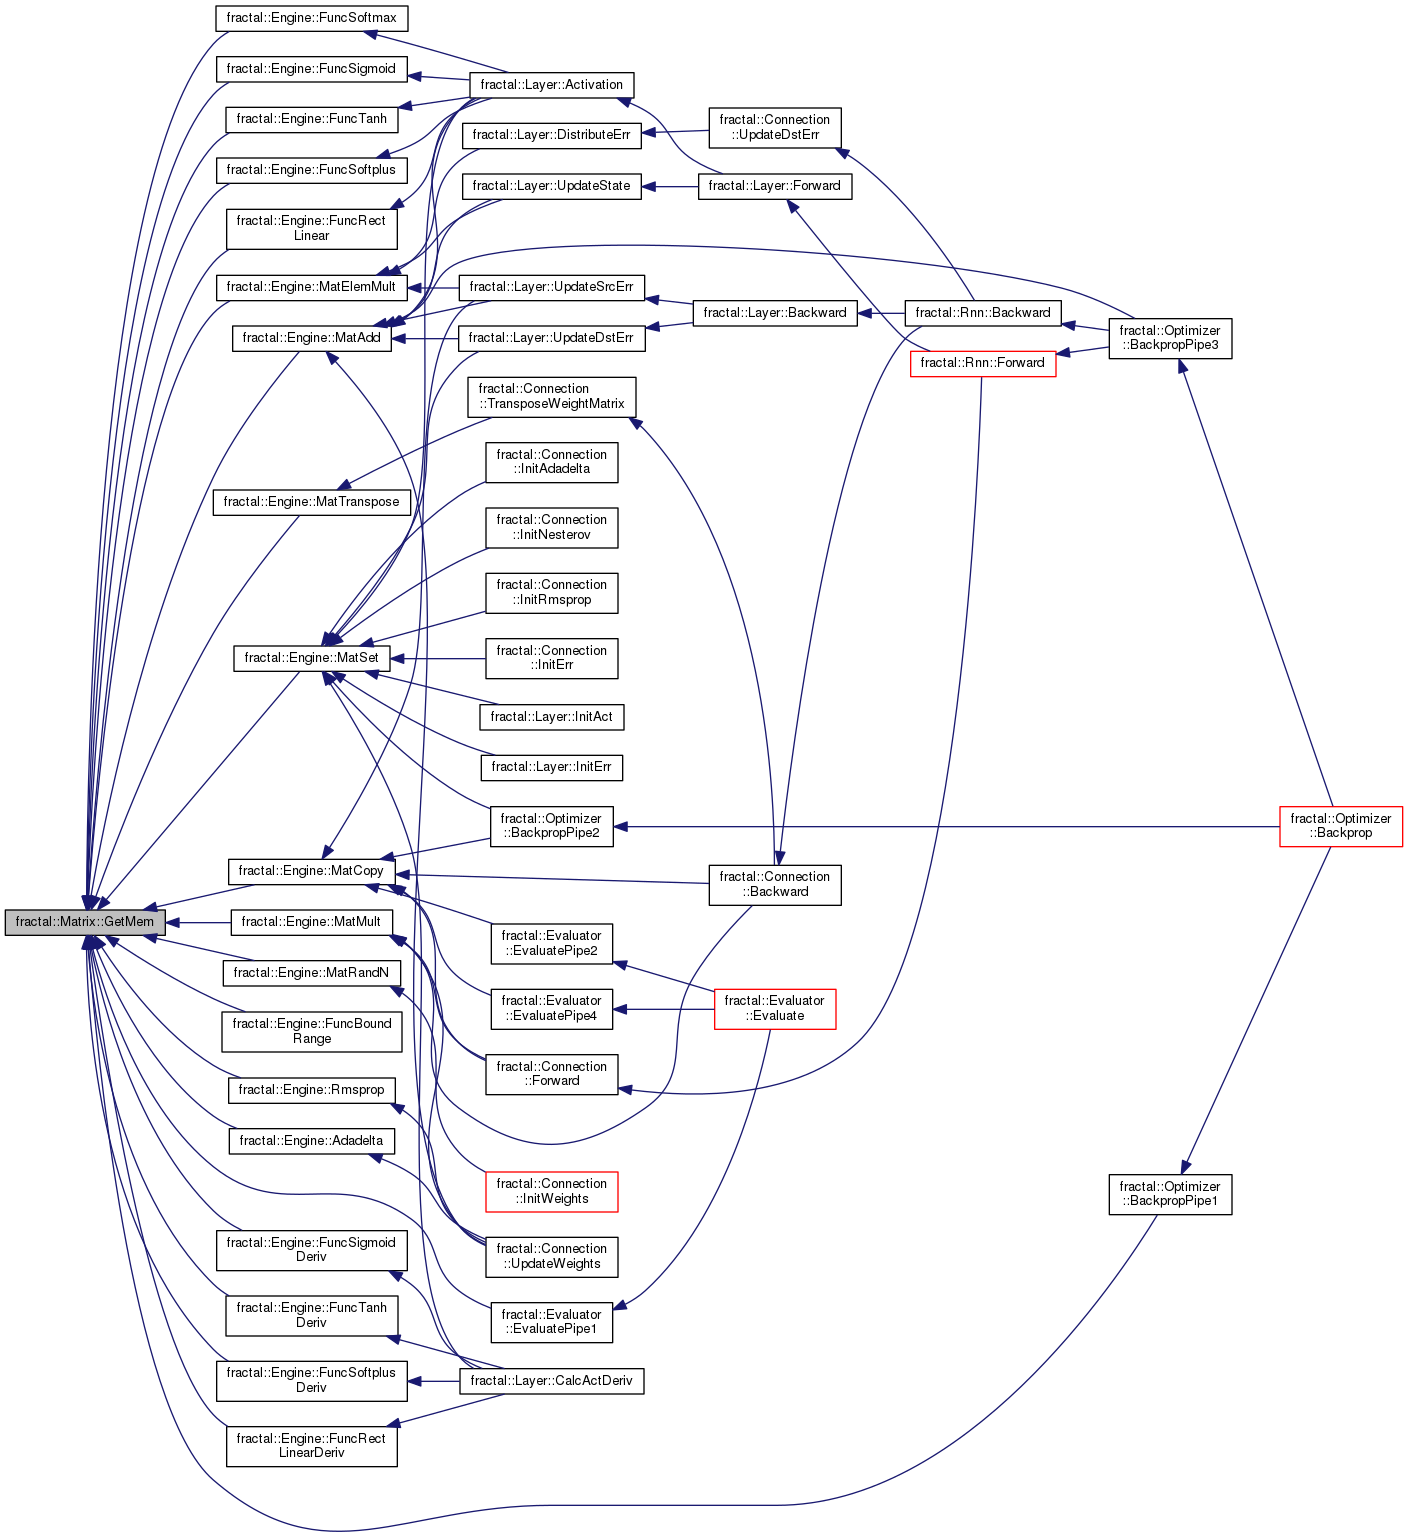 fractal::Matrix::GetMem
fractal::Engine::FuncSoftmax
fractal::Engine::FuncSigmoid
fractal::Engine::FuncTanh
fractal::Engine::FuncSoftplus
fractal::Engine::FuncRect
Linear
fractal::Engine::MatElemMult
fractal::Engine::MatAdd
fractal::Engine::MatTranspose
fractal::Engine::MatSet
fractal::Engine::MatCopy
fractal::Engine::MatMult
fractal::Engine::MatRandN
fractal::Engine::FuncBound
Range
fractal::Engine::Rmsprop
fractal::Engine::Adadelta
fractal::Engine::FuncSigmoid
Deriv
fractal::Engine::FuncTanh
Deriv
fractal::Engine::FuncSoftplus
Deriv
fractal::Engine::FuncRect
LinearDeriv
fractal::Layer::Activation
fractal::Layer::DistributeErr
fractal::Layer::UpdateState
fractal::Layer::UpdateSrcErr
fractal::Layer::UpdateDstErr
fractal::Connection
::TransposeWeightMatrix
fractal::Connection
::InitAdadelta
fractal::Connection
::InitNesterov
fractal::Connection
::InitRmsprop
fractal::Connection
::InitErr
fractal::Layer::InitAct
fractal::Layer::InitErr
fractal::Optimizer
::BackpropPipe2
fractal::Evaluator
::EvaluatePipe2
fractal::Evaluator
::EvaluatePipe4
fractal::Connection
::Forward
fractal::Connection
::InitWeights
fractal::Connection
::UpdateWeights
fractal::Evaluator
::EvaluatePipe1
fractal::Layer::CalcActDeriv
fractal::Connection
::UpdateDstErr
fractal::Layer::Forward
fractal::Layer::Backward
fractal::Connection
::Backward
fractal::Evaluator
::Evaluate
fractal::Rnn::Backward
fractal::Rnn::Forward
fractal::Optimizer
::BackpropPipe3
fractal::Optimizer
::BackpropPipe1
fractal::Optimizer
::Backprop